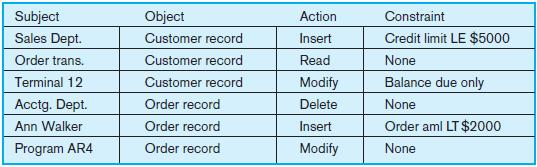 Subject Object Action Constraint
Sales Dept. Customer record Insert Credit limit LE $5000
Order trans. Customer record Read None
Terminal 12 Customer record Modify Balance due only
Acctg. Dept. Order record Delete None
Ann Walker Order record Insert Order aml LT $2000
Program AR4 Order record Modify None